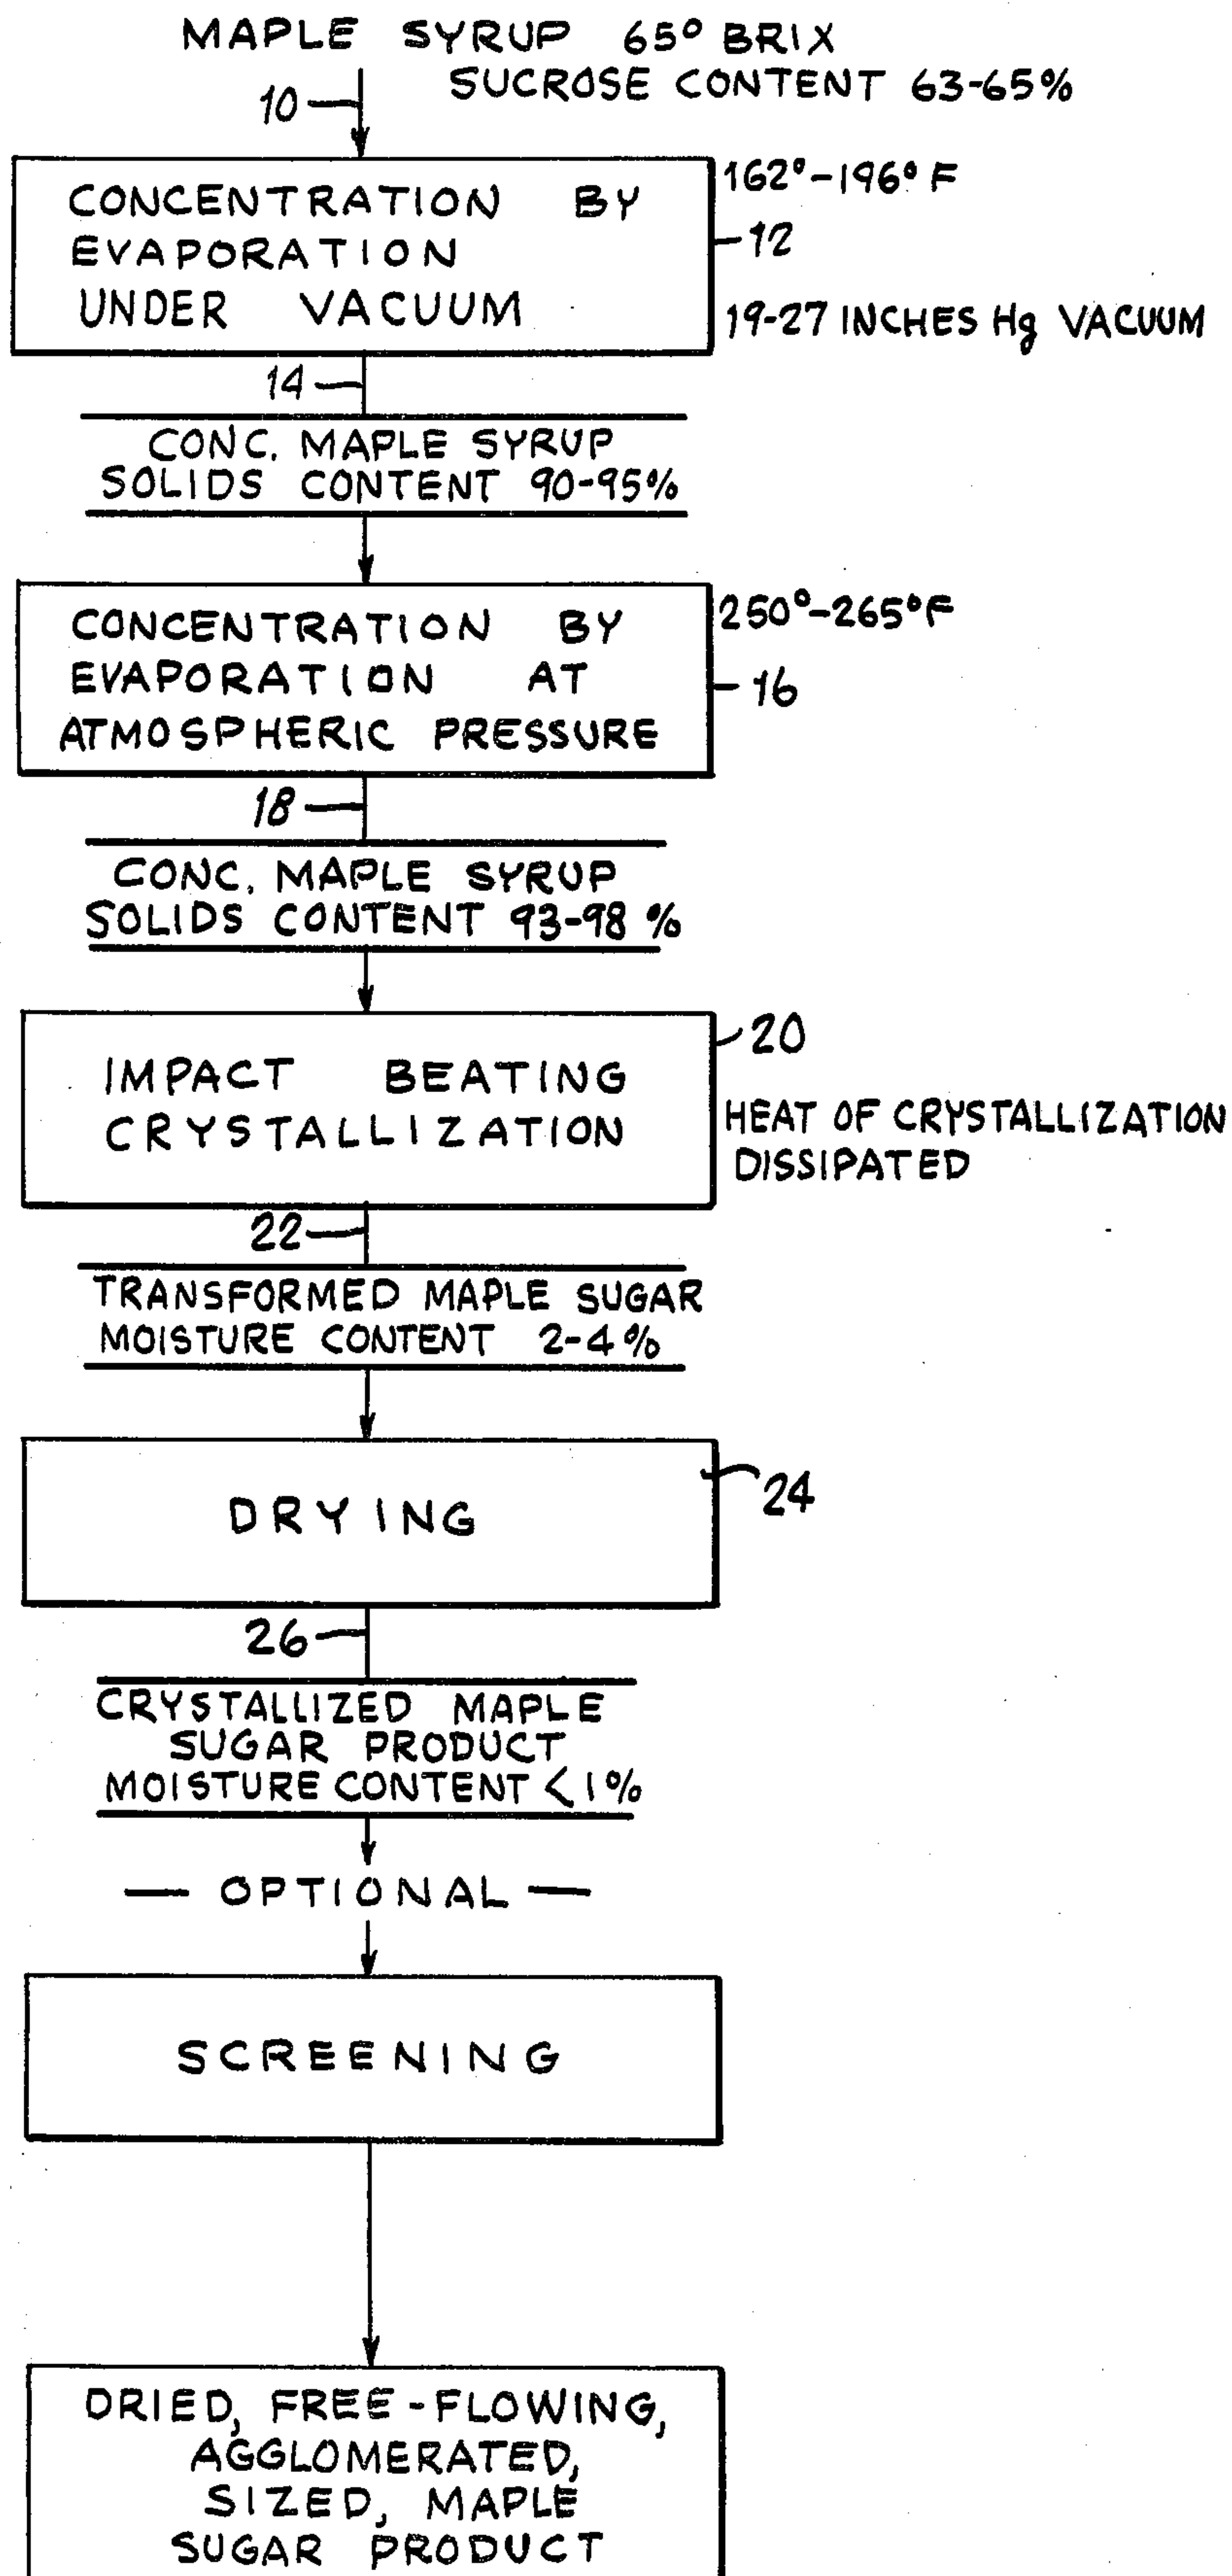 MAPLE SYRUP 65° BRIX
SUCROSE CONTENT 63-65%
10
CONCENTRATION BY
EVAPORATION
UNDER VACUUM
162°-196° F
12
19-27 INCHES Hg VACUUM
14
CONC. MAPLE SYRUP
SOLIDS CONTENT 90-95%
CONCENTRATION BY
EVAPORATION AT
ATMOSPHERIC PRESSURE
250°-265°F
16
18
CONC. MAPLE SYRUP
SOLIDS CONTENT 93-98 %
IMPACT BEATING
CRYSTALLIZATION
20
HEAT OF CRYSTALLIZATION
DISSIPATED
22
TRANSFORMED MAPLE SUGAR
MOISTURE CONTENT 2-4%
DRYING
24
26
CRYSTALLIZED MAPLE
SUGAR PRODUCT
MOISTURE CONTENT < 1%
— OPTIONAL —
SCREENING
DRIED, FREE-FLOWING,
AGGLOMERATED,
SIZED, MAPLE
SUGAR PRODUCT